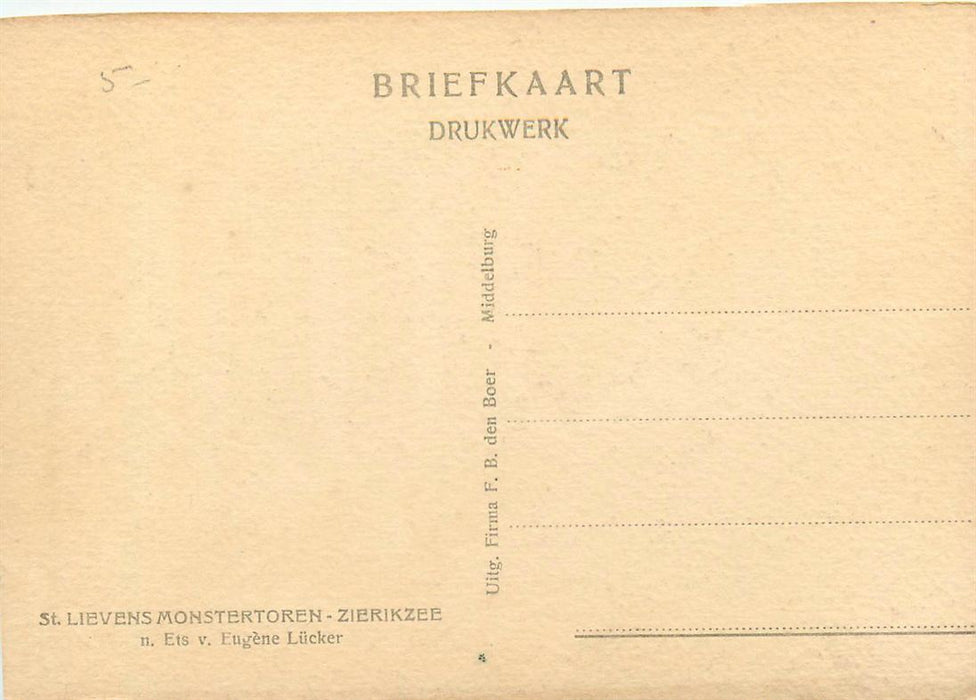 5-
BRIEFKAART
DRUKWERK
Uitg. Firma F. B. den Boer - Middelburg
St. LIEVENS MONSTERTOREN - ZIERIKZEE
n. Ets v. Eugène Lücker